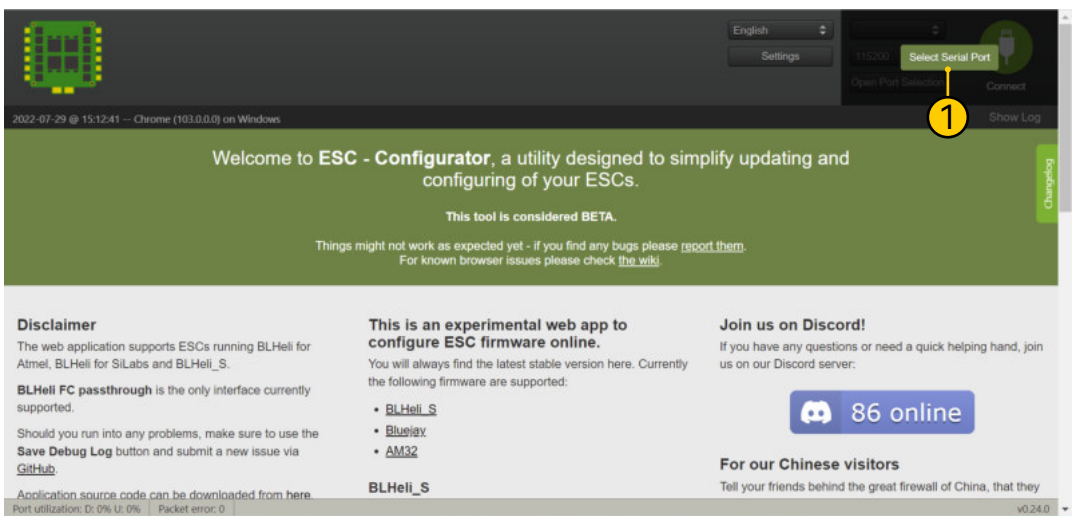 English
Settings
115200
Select Serial Port
Open Port Selection
Connect
1
2022-07-29 @ 15:12:41 -- Chrome (103.0.0.0) on Windows
Show Log
Welcome to ESC - Configurator, a utility designed to simplify updating and
configuring of your ESCs.
Changelog
This tool is considered BETA.
Things might not work as expected yet - if you find any bugs please report them.
For known browser issues please check the wiki.
Disclaimer
The web application supports ESCs running BLHeli for
Atmel, BLHeli for SiLabs and BLHeli_S.
BLHeli FC passthrough is the only interface currently
supported.
Should you run into any problems, make sure to use the
Save Debug Log button and submit a new issue via
GitHub.
Application source code can be downloaded from here.
This is an experimental web app to
configure ESC firmware online.
You will always find the latest stable version here. Currently
the following firmware are supported:
• BLHeli_S
• Bluejay
• AM32
BLHeli_S
Join us on Discord!
If you have any questions or need a quick helping hand, join
us on our Discord server:
86 online
For our Chinese visitors
Tell your friends behind the great firewall of China, that they
Port utilization: D: 0% U: 0%
Packet error: 0
v0.24.0